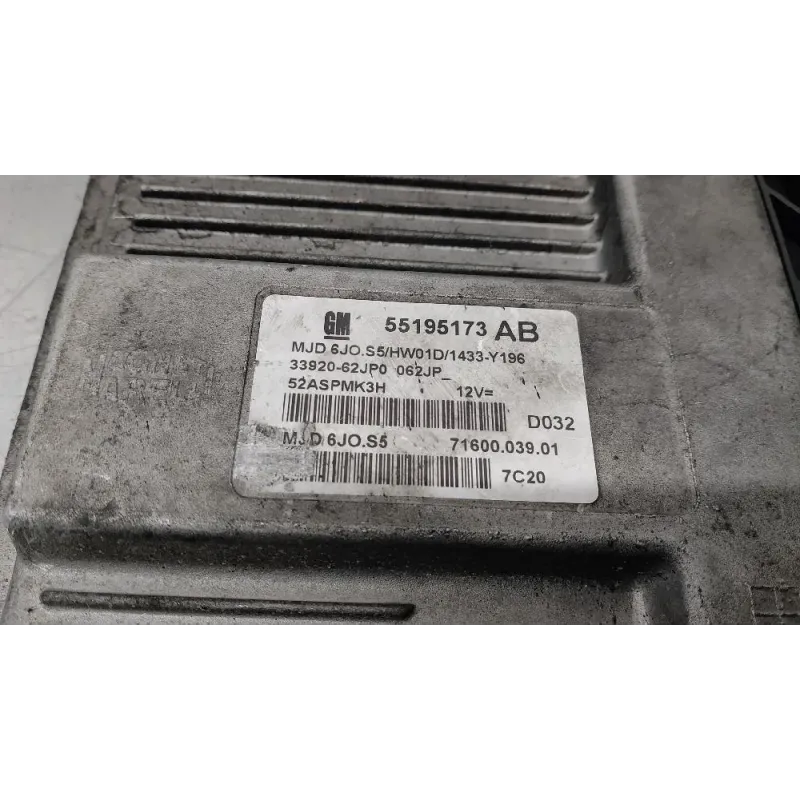 GM 55195173 AB
MJD 6JO.S5/HW01D/1433-Y196
33920-62JP0 062JP_
52ASPMK3H 12V=
D032
MJD 6JO.S5 71600.039.01
7C20